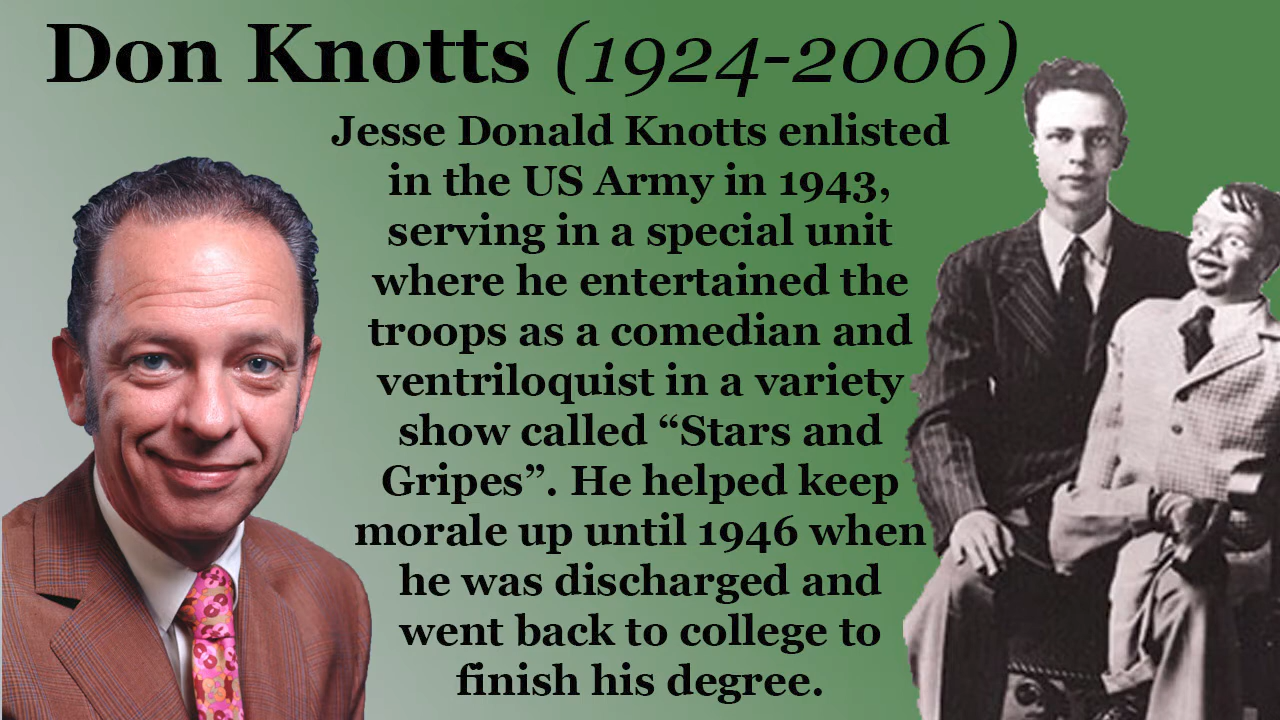 Don Knotts (1924-2006)
Jesse Donald Knotts enlisted
in the US Army in 1943,
serving in a special unit
where he entertained the
troops as a comedian and
ventriloquist in a variety
show called “Stars and
Gripes”. He helped keep
morale up until 1946 when
he was discharged and
went back to college to
finish his degree.